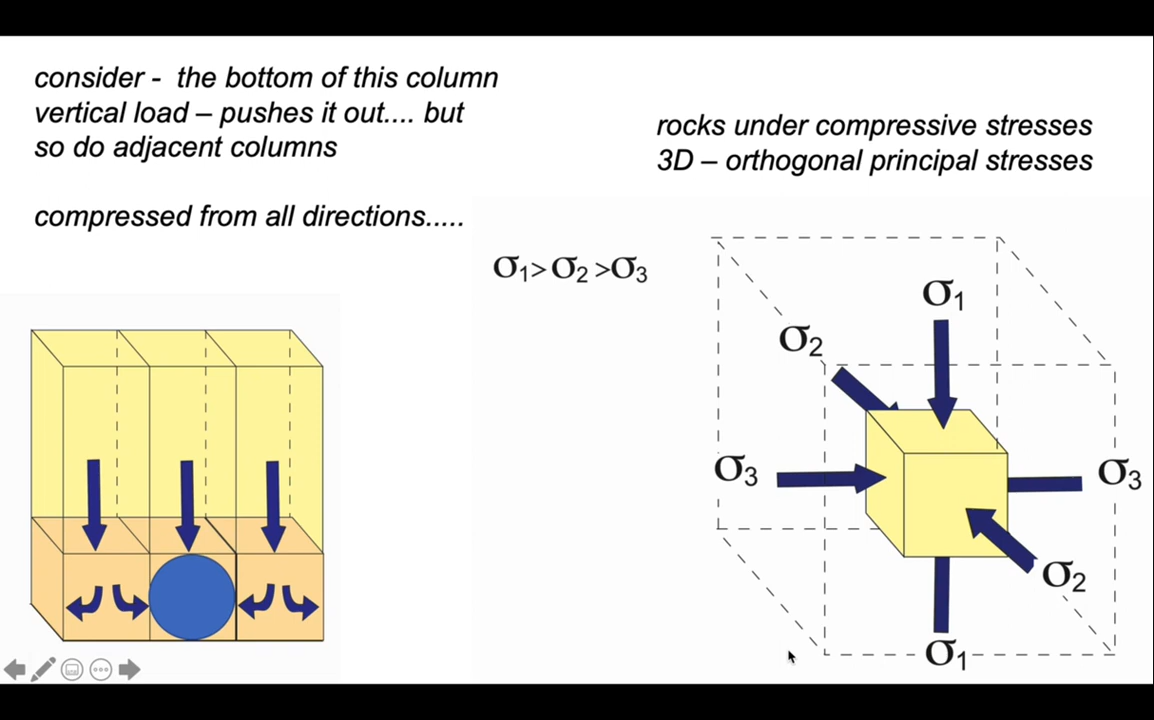 consider - the bottom of this column
vertical load – pushes it out.... but
so do adjacent columns
compressed from all directions.....
rocks under compressive stresses
3D – orthogonal principal stresses
σ₁> σ₂ >σ₃
σ₁
σ₂
σ₃
σ₃
σ₂
σ₁